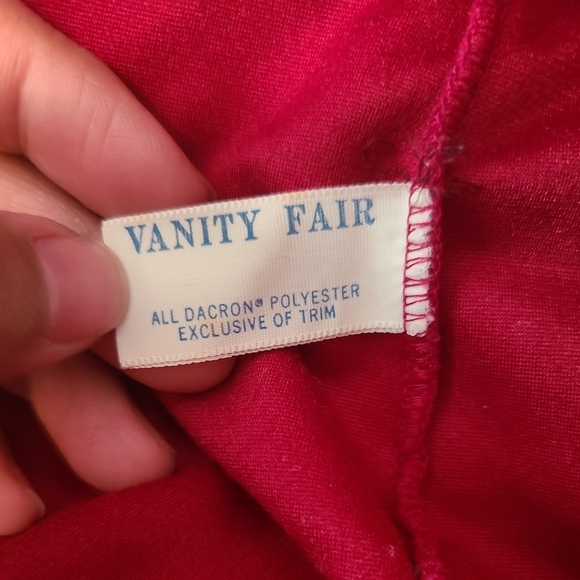 VANITY FAIR
ALL DACRON® POLYESTER
EXCLUSIVE OF TRIM